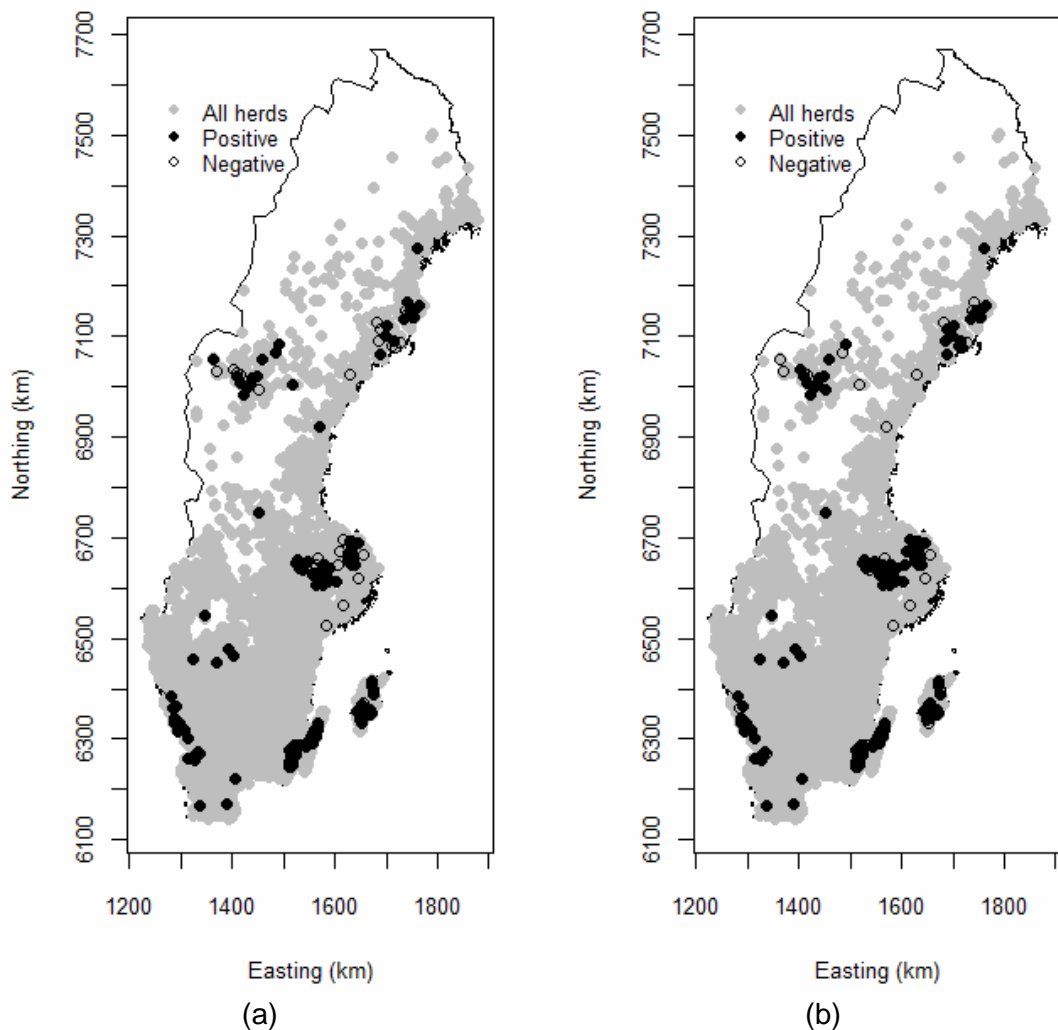 All herds
Positive
Negative
Northing (km)
7700
7500
7300
7100
6900
6700
6500
6300
6100
1200 1400 1600 1800
Easting (km)
(a)
All herds
Positive
Negative
Northing (km)
7700
7500
7300
7100
6900
6700
6500
6300
6100
1200 1400 1600 1800
Easting (km)
(b)